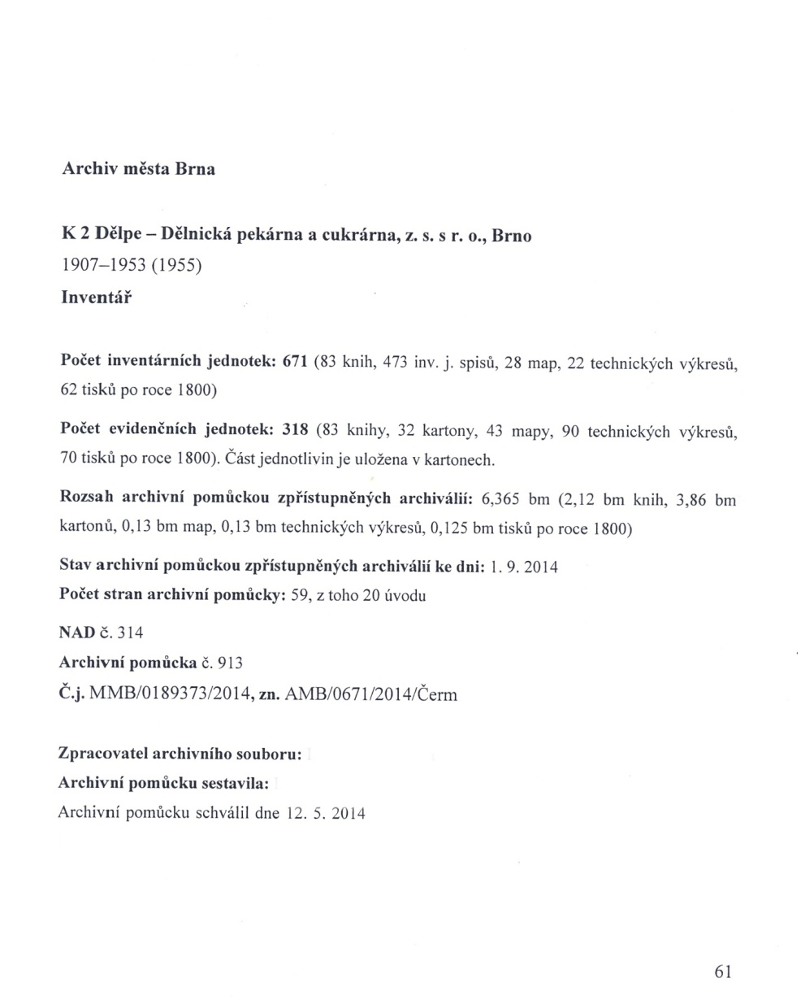 Archiv města Brna
K 2 Dělpe – Dělnická pekárna a cukrárna, z. s. s r. o., Brno
1907–1953 (1955)
Inventář
Počet inventárních jednotek: 671 (83 knih, 473 inv. j. spisů, 28 map, 22 technických výkresů,
62 tisků po roce 1800)
Počet evidenčních jednotek: 318 (83 knihy, 32 kartony, 43 mapy, 90 technických výkresů,
70 tisků po roce 1800). Část jednotlivin je uložena v kartonech.
Rozsah archivní pomůckou zpřístupněných archiválií: 6,365 bm (2,12 bm knih, 3,86 bm
kartonů, 0,13 bm map, 0,13 bm technických výkresů, 0,125 bm tisků po roce 1800)
Stav archivní pomůckou zpřístupněných archiválií ke dni: 1. 9. 2014
Počet stran archivní pomůcky: 59, z toho 20 úvodu
NAD č. 314
Archivní pomůcka č. 913
Č.j. MMB/0189373/2014, zn. AMB/0671/2014/Čerm
Zpracovatel archivního souboru:
Archivní pomůcku sestavila:
Archivní pomůcku schválil dne 12. 5. 2014
61